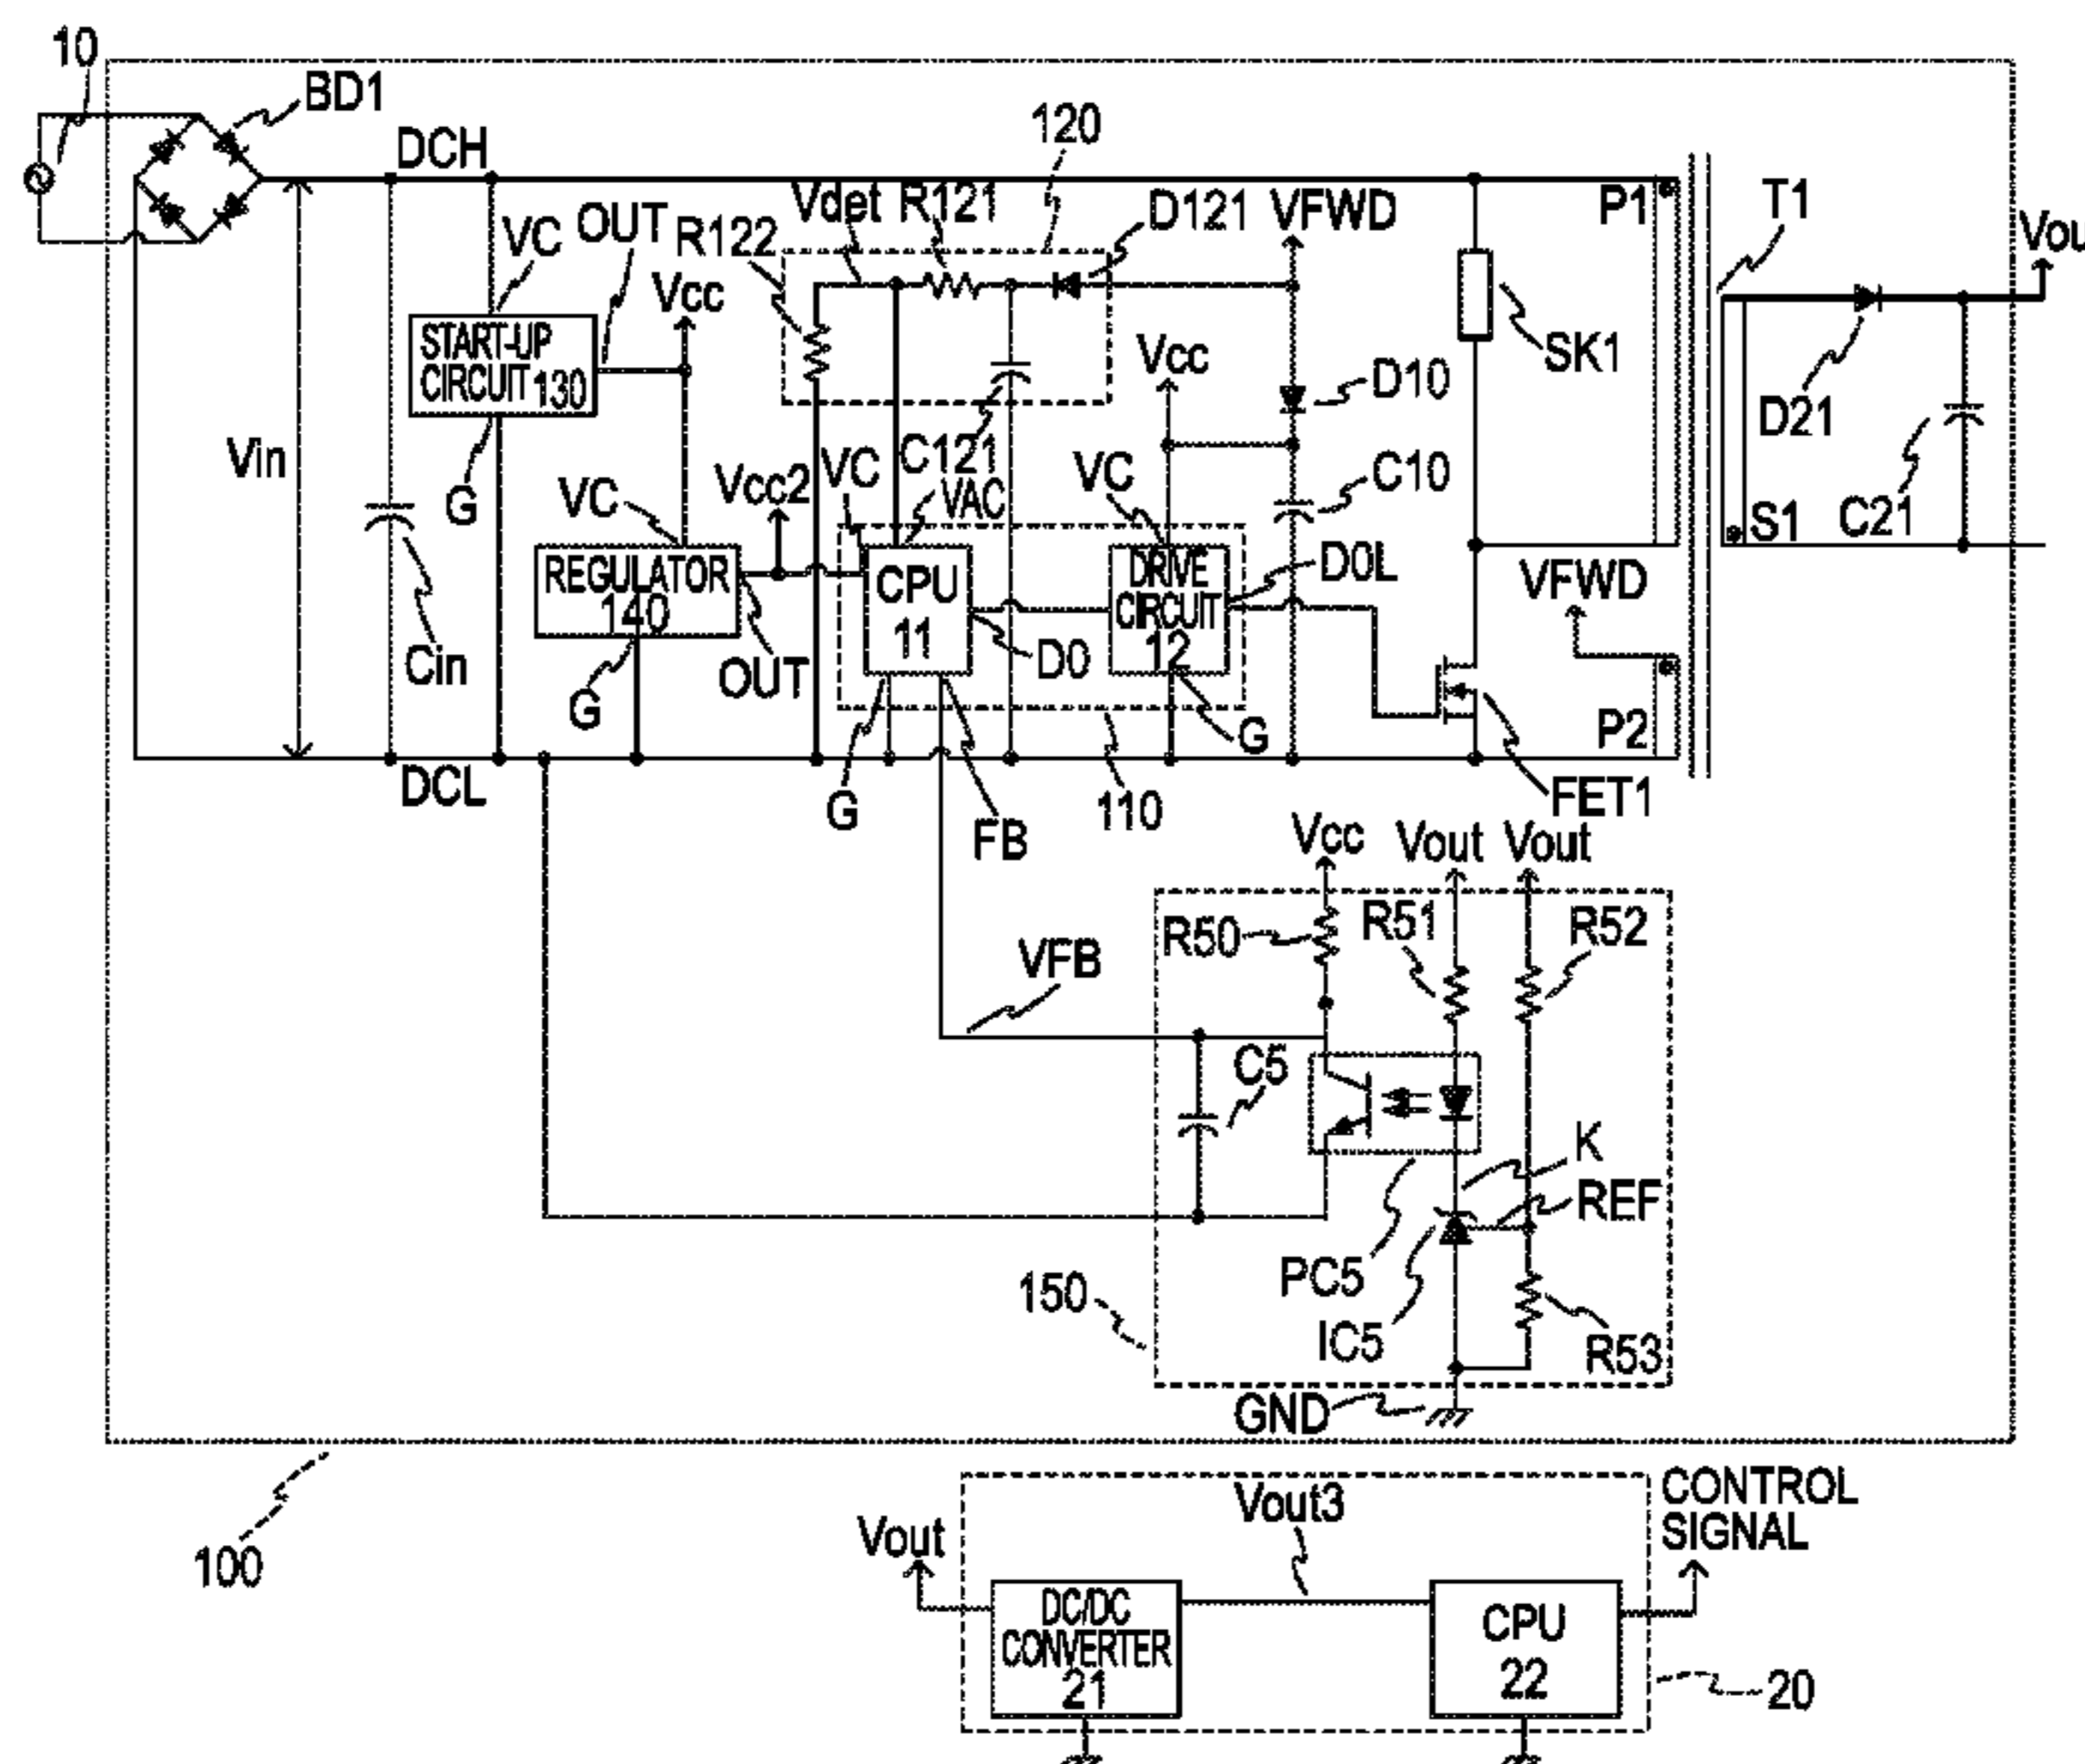 10
BD1
DCH
120
Vdet
R121
D121
VFWD
P1
T1
Vou
VC
OUT
R122
Vcc
START-UP
CIRCUIT 130
Vcc
SK1
D10
D21
C21
Vin
G
VC
Vcc2
VC
C121
VAC
VC
C10
S1
REGULATOR
140
CPU
11
DRIVE
CIRCUIT
12
D0L
VFWD
Cin
G
OUT
D0
G
P2
DCL
G
FB
110
FET1
Vcc
Vout
Vout
R50
R51
R52
VFB
C5
K
REF
PC5
150
IC5
R53
GND
100
Vout
Vout3
CONTROL
SIGNAL
DC/DC
CONVERTER
21
CPU
22
20